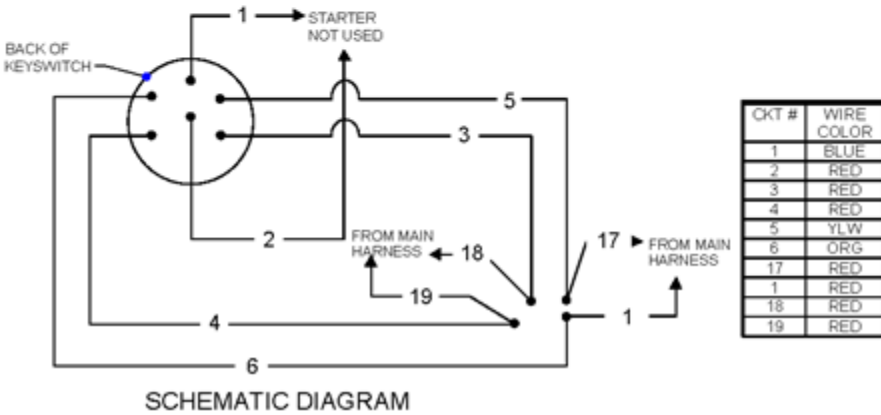 1
STARTER
NOT USED
BACK OF
KEYSWITCH
5
3
2
FROM MAIN
HARNESS
18
17
FROM MAIN
HARNESS
19
4
1
6
SCHEMATIC DIAGRAM
CKT # WIRE COLOR
1 BLUE
2 RED
3 RED
4 RED
5 YLW
6 ORG
17 RED
1 RED
18 RED
19 RED